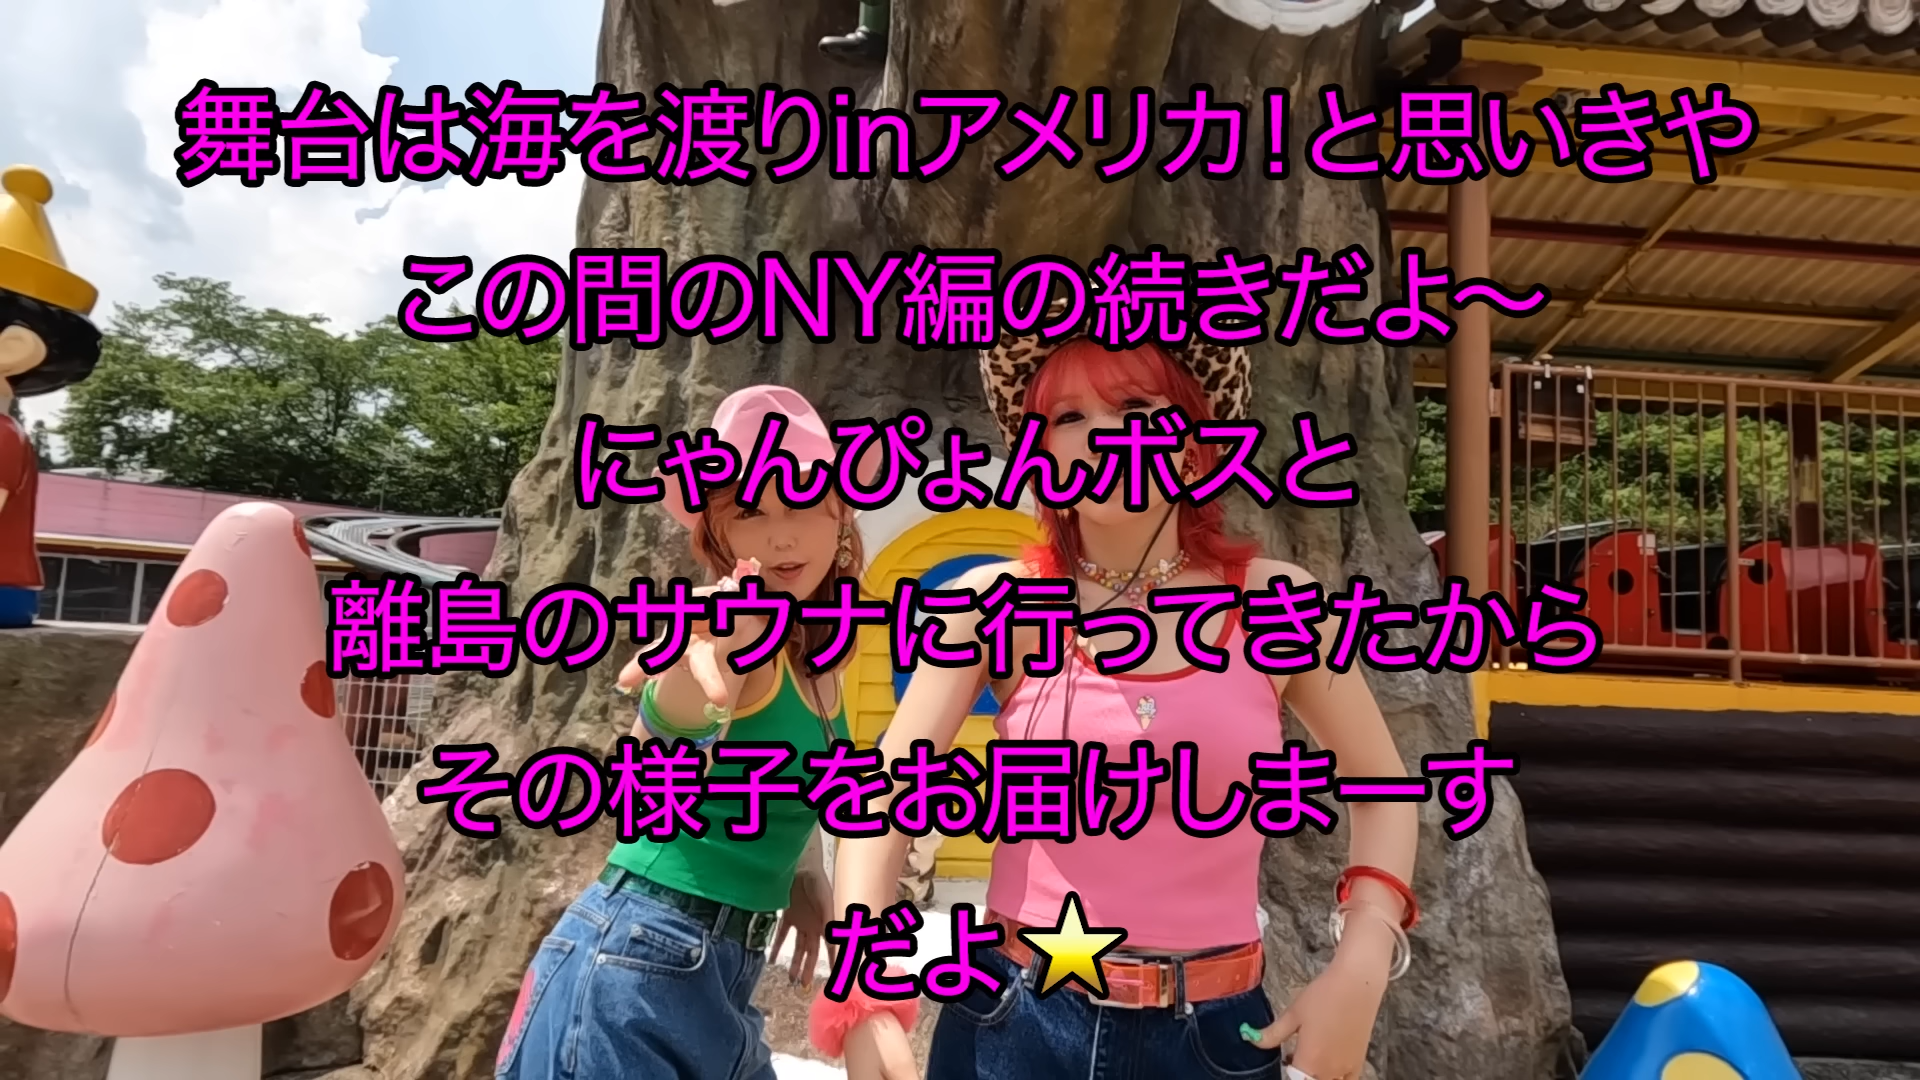 舞台は海を渡りinアメリカ！と思いきや
この間のNY編の続きだよ～
にゃんぴょんボスと
離島のサウナに行ってきたから
その様子をお届けしまーす
だよ⭐